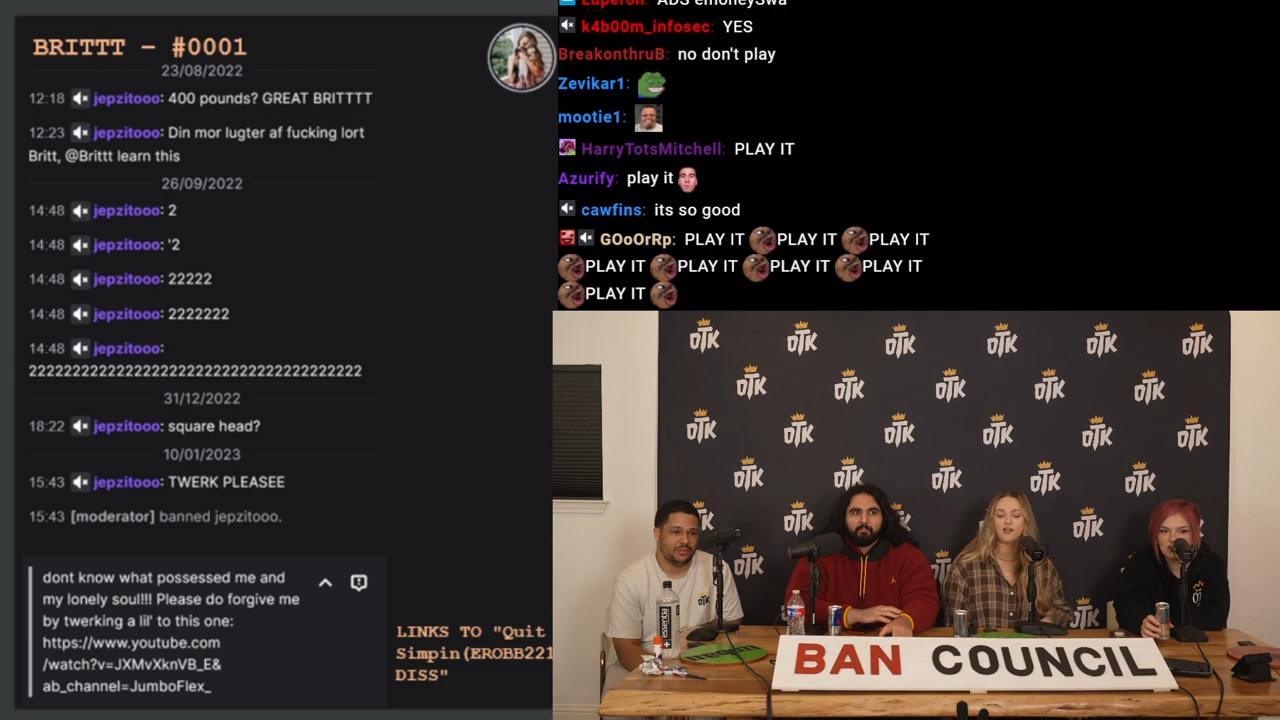 BRITTT - #0001
23/08/2022
12:18 jepzitooo: 400 pounds? GREAT BRITTTT
12:23 jepzitooo: Din mor lugter af fucking lort
Britt, @Brittt learn this
26/09/2022
14:48 jepzitooo: 2
14:48 jepzitooo: '2
14:48 jepzitooo: 22222
14:48 jepzitooo: 2222222
14:48 jepzitooo:
31/12/2022
18:22 jepzitooo: square head?
10/01/2023
15:43 jepzitooo: TWERK PLEASEE
15:43 [moderator] banned jepzitooo.
dont know what possessed me and
my lonely soul!!!! Please do forgive me
by twerking a lil' to this one:
https://www.youtube.com
/watch?v=JXMvXknVB_E&
ab_channel=JumboFlex_
LINKS TO "Quit
Simpin(EROBB221
DISS"
ADS emoneySwa
k4b00m_infosec: YES
BreakonthruB: no don't play
Zevikar1:
mootie1:
HarryTotsMitchell: PLAY IT
Azurify: play it
cawfins: its so good
GOoOrRp: PLAY IT PLAY IT PLAY IT
PLAY IT PLAY IT PLAY IT PLAY IT
PLAY IT
OTK
BAN COUNCIL
essentia